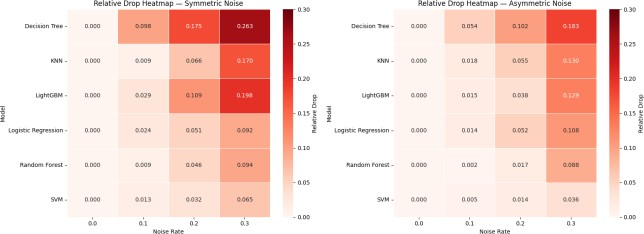 Relative Drop Heatmap — Symmetric Noise
Decision Tree 0.000 0.098 0.175 0.263
KNN 0.000 0.009 0.066 0.170
LightGBM 0.000 0.029 0.109 0.198
Logistic Regression 0.000 0.024 0.051 0.092
Random Forest 0.000 0.009 0.046 0.094
SVM 0.000 0.013 0.032 0.065
0.0 0.1 0.2 0.3
Noise Rate
Model
0.30
0.25
0.20
0.15
0.10
0.05
0.00
Relative Drop
Relative Drop Heatmap — Asymmetric Noise
Decision Tree 0.000 0.054 0.102 0.183
KNN 0.000 0.018 0.055 0.130
LightGBM 0.000 0.015 0.038 0.129
Logistic Regression 0.000 0.014 0.052 0.108
Random Forest 0.000 0.002 0.017 0.088
SVM 0.000 0.005 0.014 0.036
0.0 0.1 0.2 0.3
Noise Rate
Model
0.30
0.25
0.20
0.15
0.10
0.05
0.00
Relative Drop